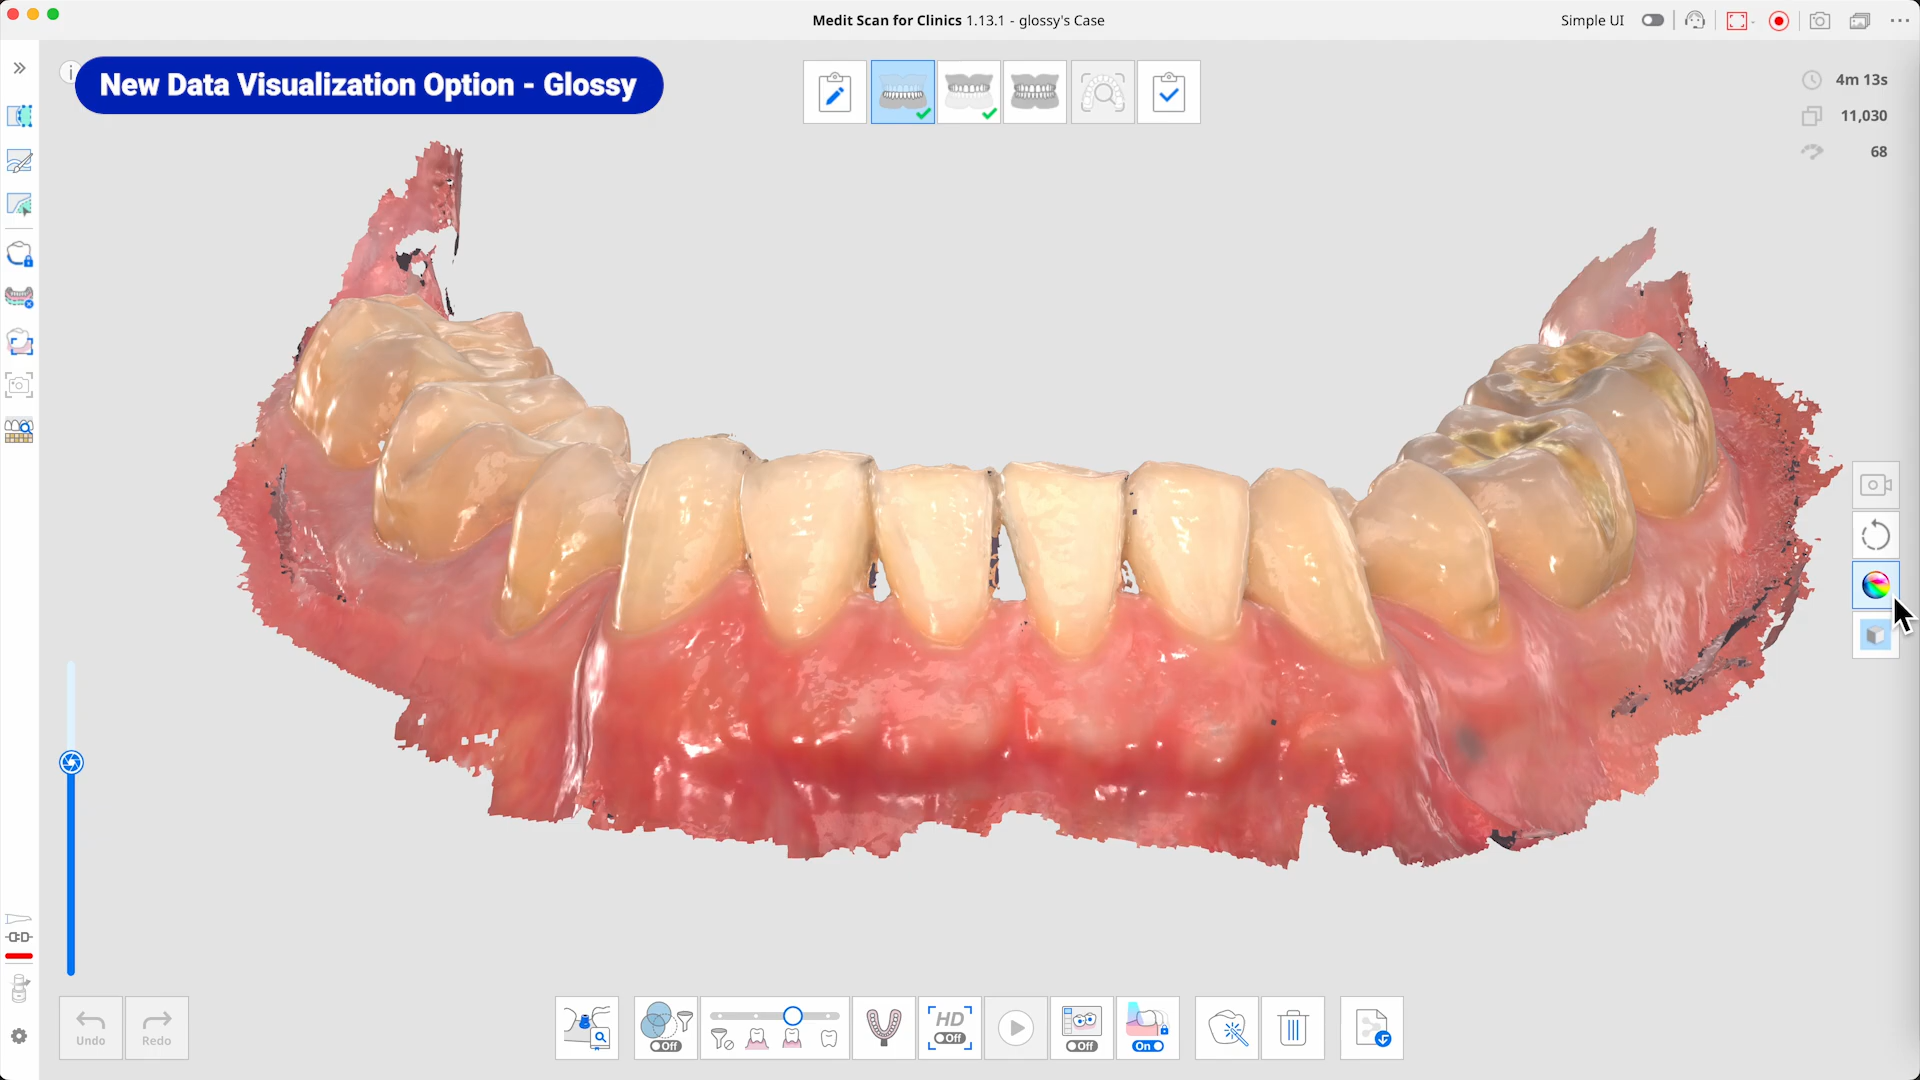 Medit Scan for Clinics 1.13.1 - glossy's Case
Simple UI
New Data Visualization Option - Glossy
4m 13s
11,030
68
Undo
Redo
Off
HD
Off
Off
On